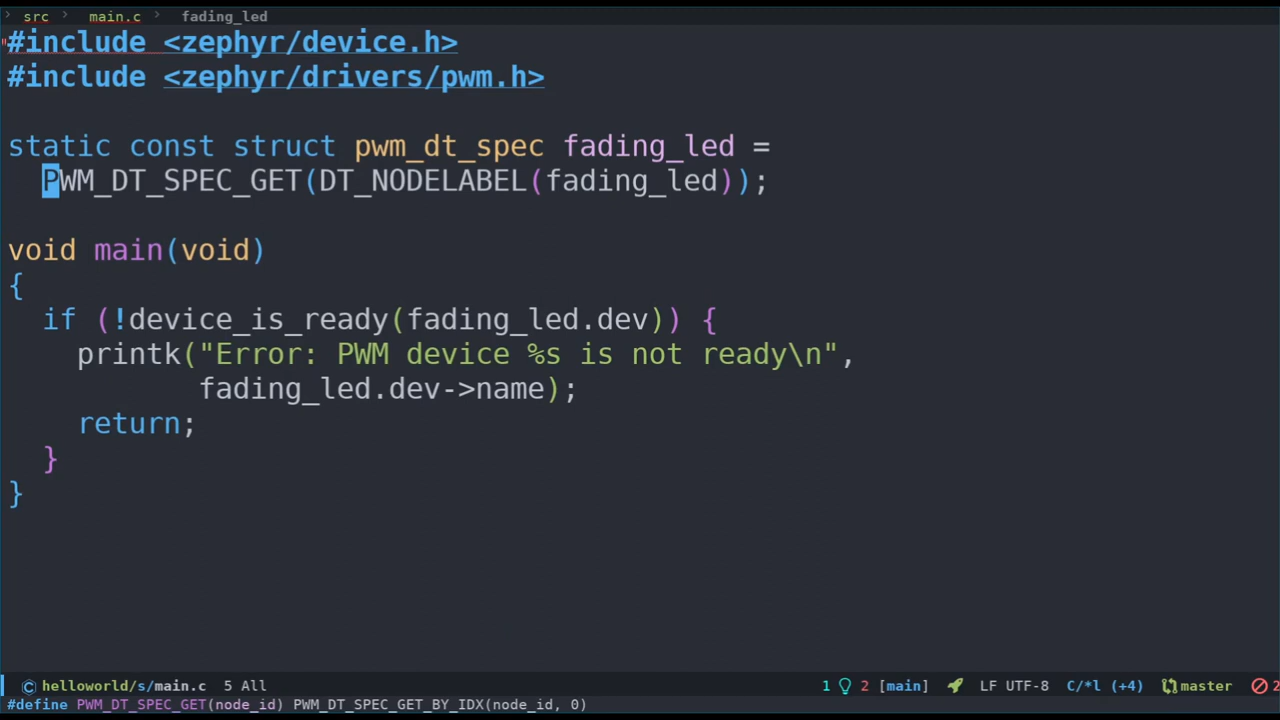 src main.c fading_led
#include <zephyr/device.h>
#include <zephyr/drivers/pwm.h>
static const struct pwm_dt_spec fading_led =
PWM_DT_SPEC_GET(DT_NODELABEL(fading_led));
void main(void)
{
if (!device_is_ready(fading_led.dev)) {
printk("Error: PWM device %s is not ready\n",
fading_led.dev->name);
return;
}
}
helloworld/s/main.c 5 All 1 2 [main] LF UTF-8 C/*l (+4) master 2
#define PWM_DT_SPEC_GET(node_id) PWM_DT_SPEC_GET_BY_IDX(node_id, 0)